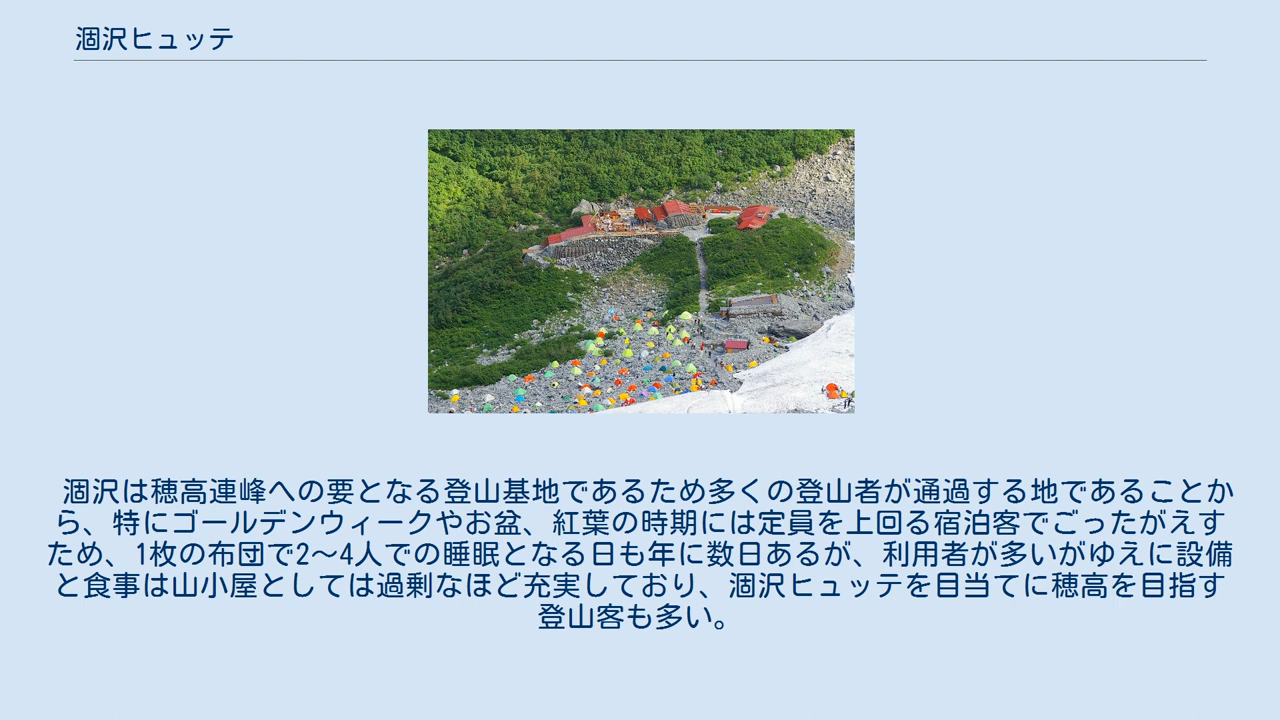 涸沢ヒュッテ
涸沢は穂高連峰への要となる登山基地であるため多くの登山者が通過する地であることか
ら、特にゴールデンウィークやお盆、紅葉の時期には定員を上回る宿泊客でごったがえす
ため、1枚の布団で2〜4人での睡眠となる日も年に数日あるが、利用者が多いがゆえに設備
と食事は山小屋としては過剰なほど充実しており、涸沢ヒュッテを目当てに穂高を目指す
登山客も多い。